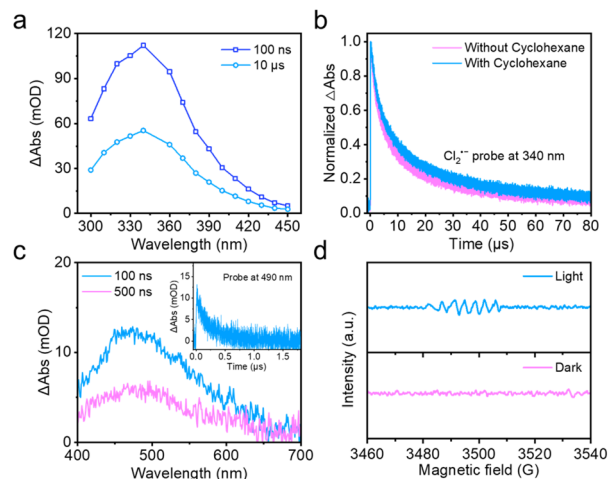 a
120
90
60
30
0
ΔAbs (mOD)
100 ns
10 μs
300 330 360 390 420 450
Wavelength (nm)
b
1.0
0.8
0.6
0.4
0.2
0.0
Normalized △Abs
Without Cyclohexane
With Cyclohexane
Cl₂•⁻ probe at 340 nm
0 10 20 30 40 50 60 70 80
Time (μs)
c
20
10
0
ΔAbs (mOD)
100 ns
500 ns
Probe at 490 nm
15
10
5
0
ΔAbs (mOD)
0.0 0.5 1.0 1.5
Time (μs)
400 500 600 700
Wavelength (nm)
d
Intensity (a.u.)
Light
Dark
3460 3480 3500 3520 3540
Magnetic field (G)